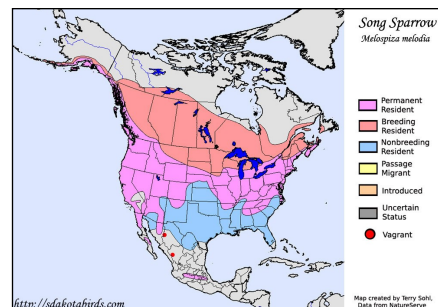 Song Sparrow
Melospiza melodia
Permanent
Resident
Breeding
Resident
Nonbreeding
Resident
Passage
Migrant
Introduced
Uncertain
Status
Vagrant
http://sdakotabirds.com
Map created by Terry Sohl,
Data from NatureServe